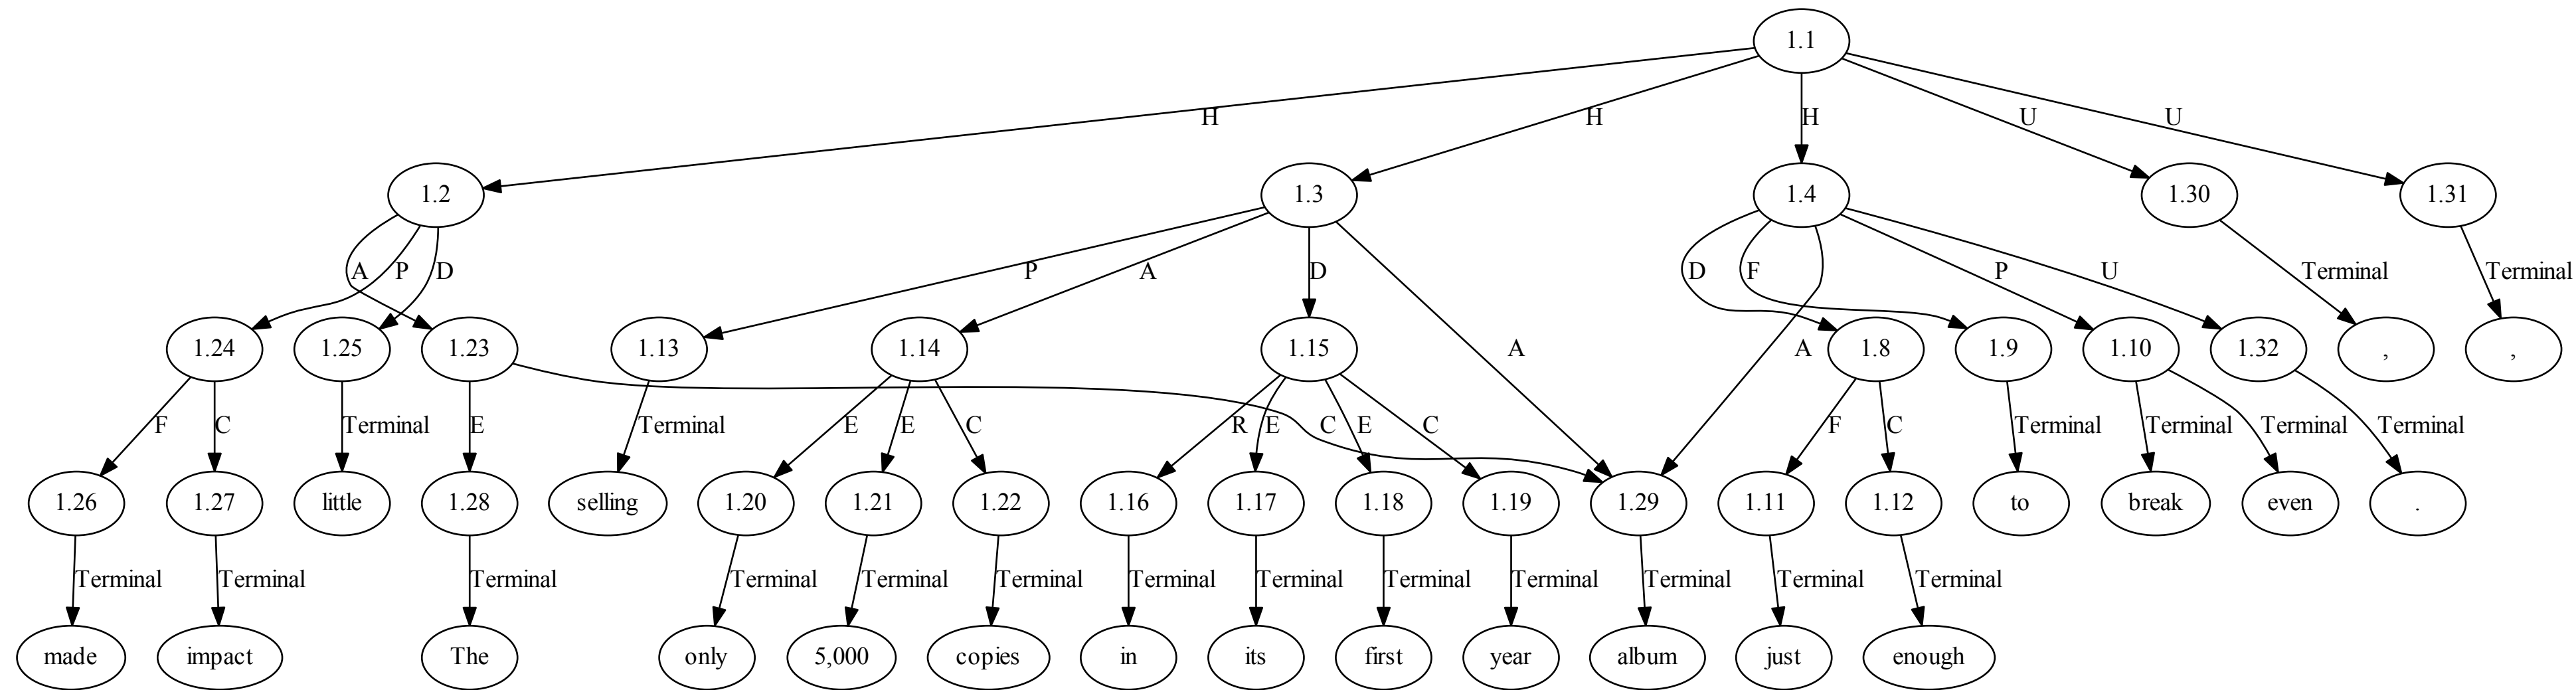 1.1
H H H U U
1.2 1.3 1.4 1.30 1.31
A P D P A D A D F A P U Terminal Terminal
1.24 1.25 1.23 1.13 1.14 1.15 1.8 1.9 1.10 1.32 , ,
F C Terminal E Terminal E E C R E C E C F C Terminal Terminal Terminal Terminal
1.26 1.27 little 1.28 selling 1.20 1.21 1.22 1.16 1.17 1.18 1.19 1.29 1.11 1.12 to break even .
Terminal Terminal Terminal Terminal Terminal Terminal Terminal Terminal Terminal Terminal Terminal Terminal Terminal
made impact The only 5,000 copies in its first year album just enough